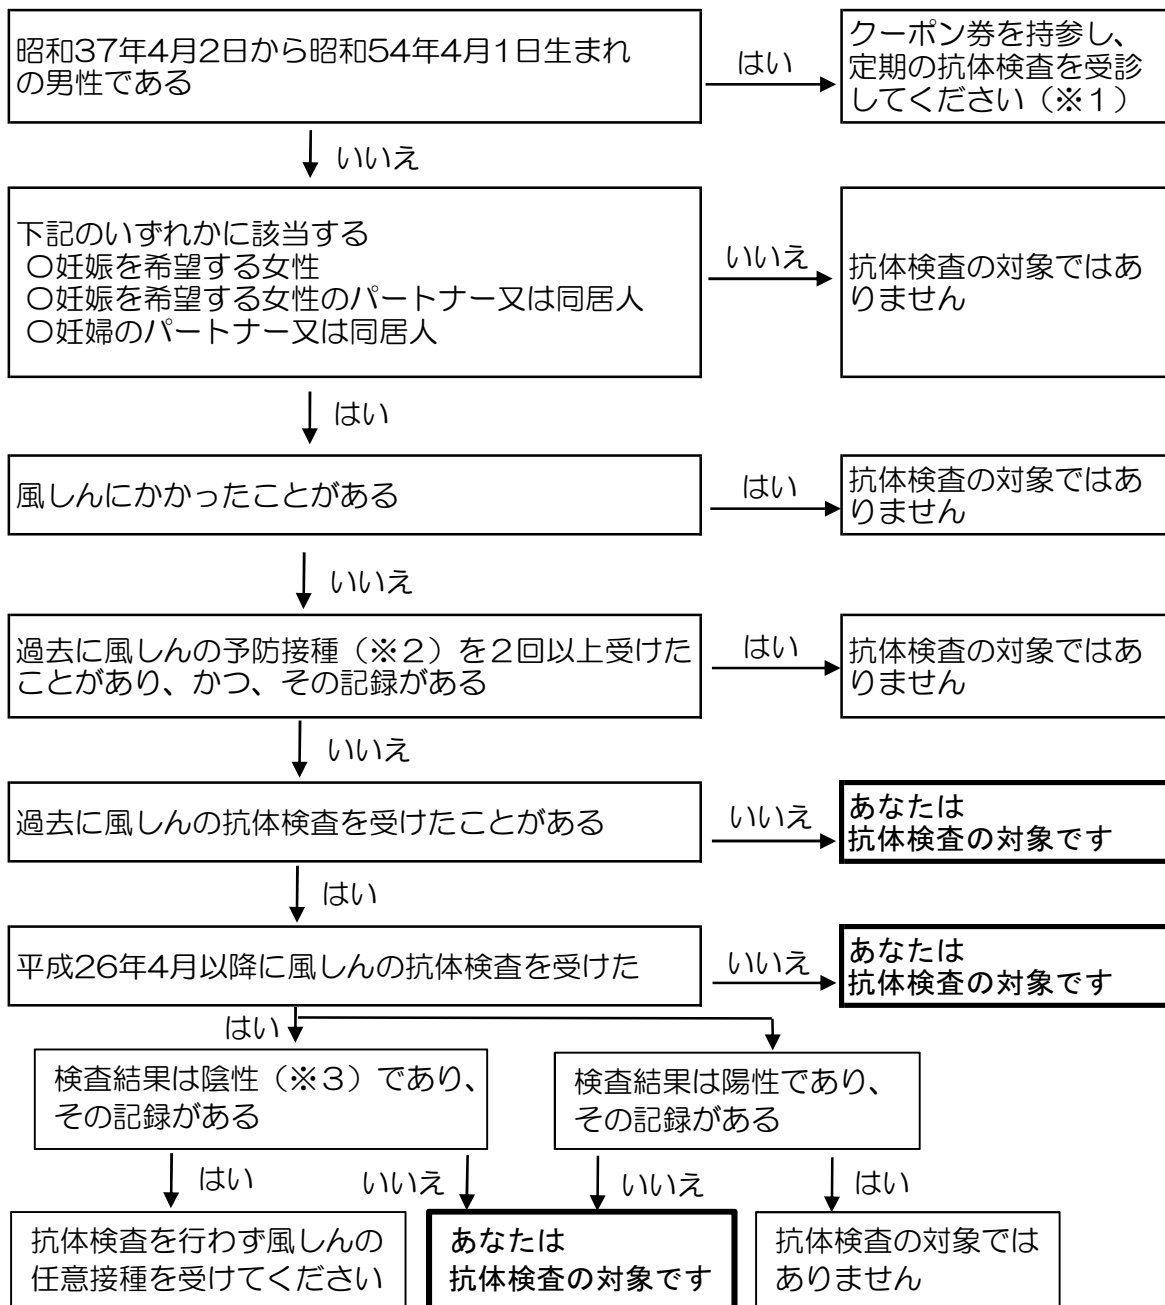 昭和37年4月2日から昭和54年4月1日生まれ
の男性である
はい
クーポン券を持参し、
定期の抗体検査を受診
してください（※1）
いいえ
下記のいずれかに該当する
〇妊娠を希望する女性
〇妊娠を希望する女性のパートナー又は同居人
〇妊婦のパートナー又は同居人
いいえ
抗体検査の対象ではあ
りません
はい
風しんにかかったことがある
はい
抗体検査の対象ではあ
りません
いいえ
過去に風しんの予防接種（※2）を2回以上受けた
ことがあり、かつ、その記録がある
はい
抗体検査の対象ではあ
りません
いいえ
過去に風しんの抗体検査を受けたことがある
いいえ
あなたは
抗体検査の対象です
はい
平成26年4月以降に風しんの抗体検査を受けた
いいえ
あなたは
抗体検査の対象です
はい
検査結果は陰性（※3）であり、
その記録がある
検査結果は陽性であり、
その記録がある
はい
いいえ
いいえ
はい
抗体検査を行わず風しんの
任意接種を受けてください
あなたは
抗体検査の対象です
抗体検査の対象では
ありません